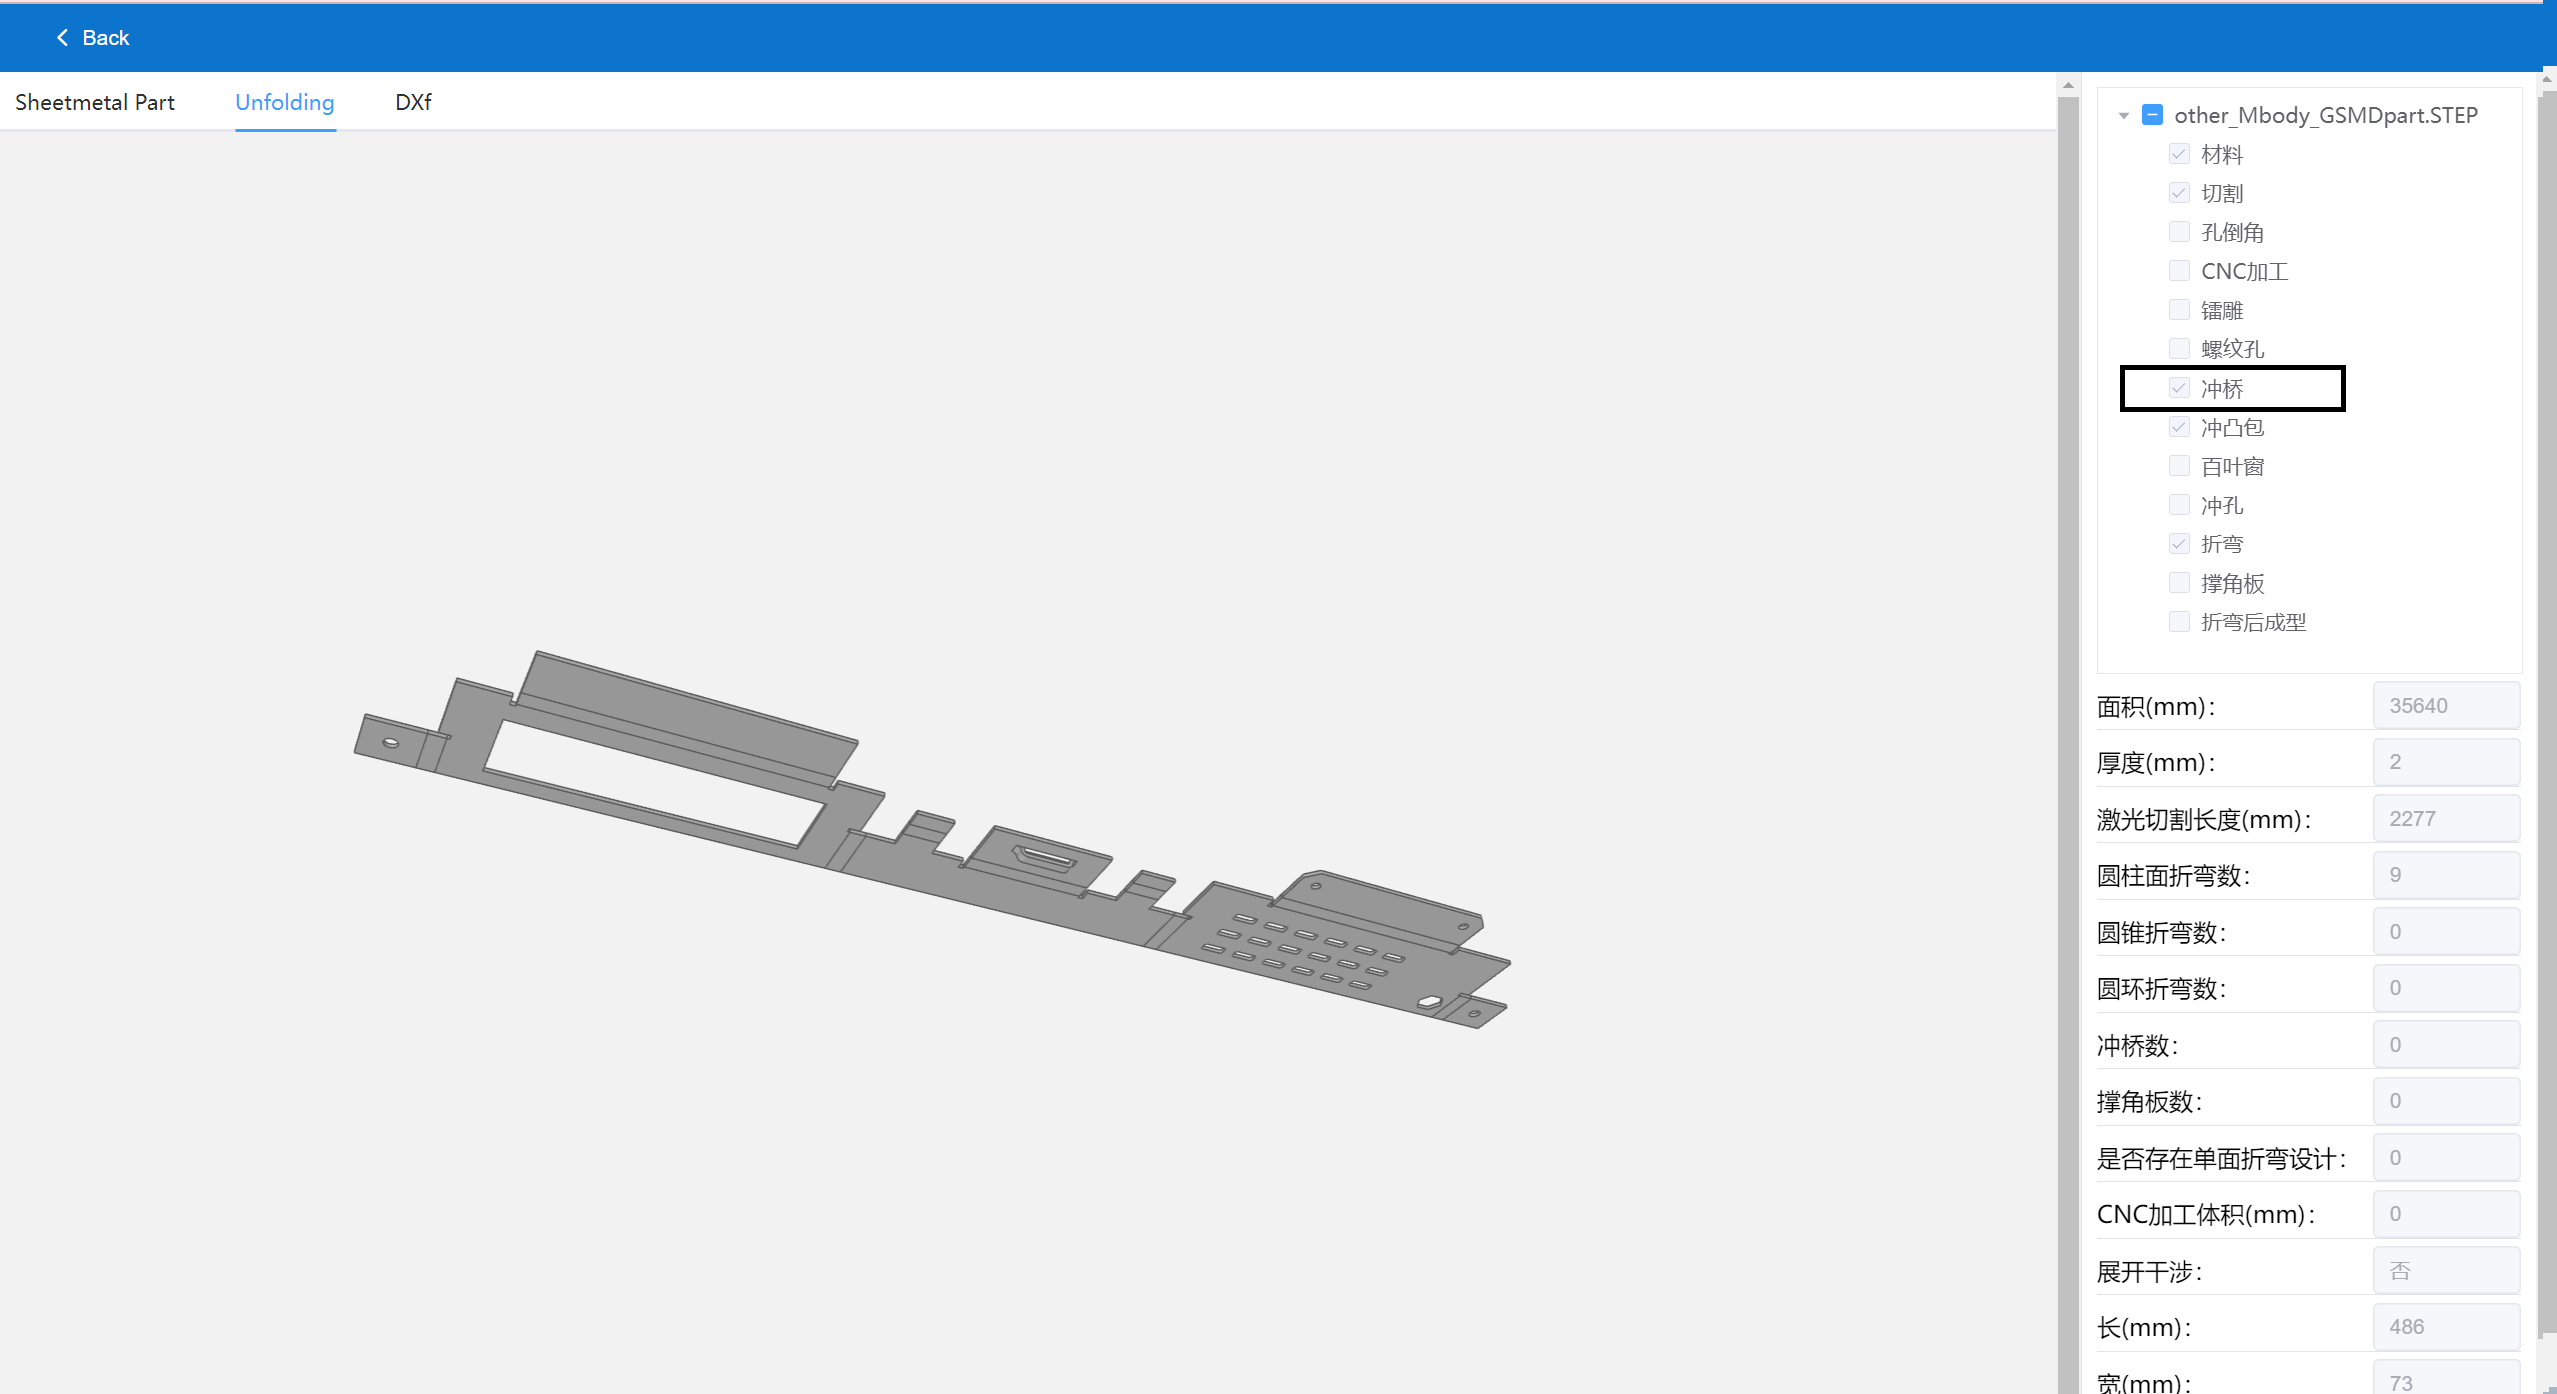 Back
Sheetmetal Part
Unfolding
DXf
other_Mbody_GSMDpart.STEP
材料
切割
孔倒角
CNC加工
镭雕
螺纹孔
冲桥
冲凸包
百叶窗
冲孔
折弯
撑角板
折弯后成型
面积(mm)： 35640
厚度(mm)： 2
激光切割长度(mm)： 2277
圆柱面折弯数： 9
圆锥折弯数： 0
圆环折弯数： 0
冲桥数： 0
撑角板数： 0
是否存在单面折弯设计： 0
CNC加工体积(mm)： 0
展开干涉： 否
长(mm)： 486
宽(mm)： 73